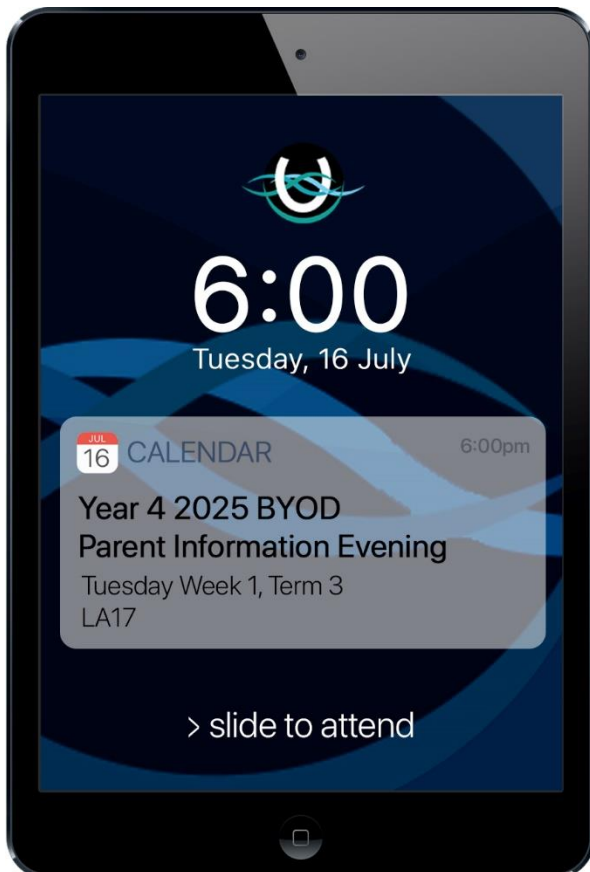 6:00
Tuesday, 16 July
JUL
16 CALENDAR 6:00pm
Year 4 2025 BYOD
Parent Information Evening
Tuesday Week 1, Term 3
LA17
> slide to attend